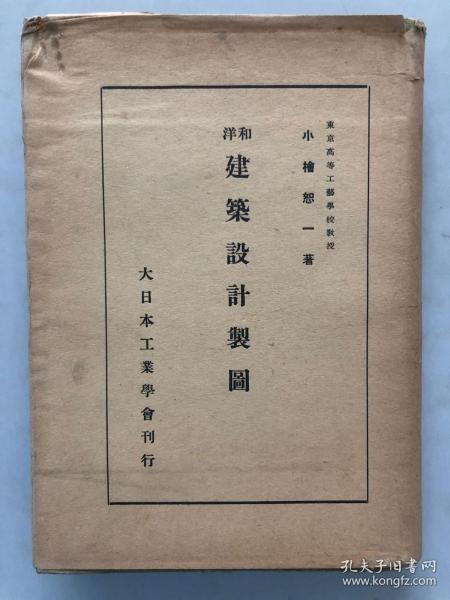 東京高等工藝學校敎授
小檜恕一著
和洋
建築設計製圖
大日本工業學會刊行
孔夫子旧书网
www.kongfz.com